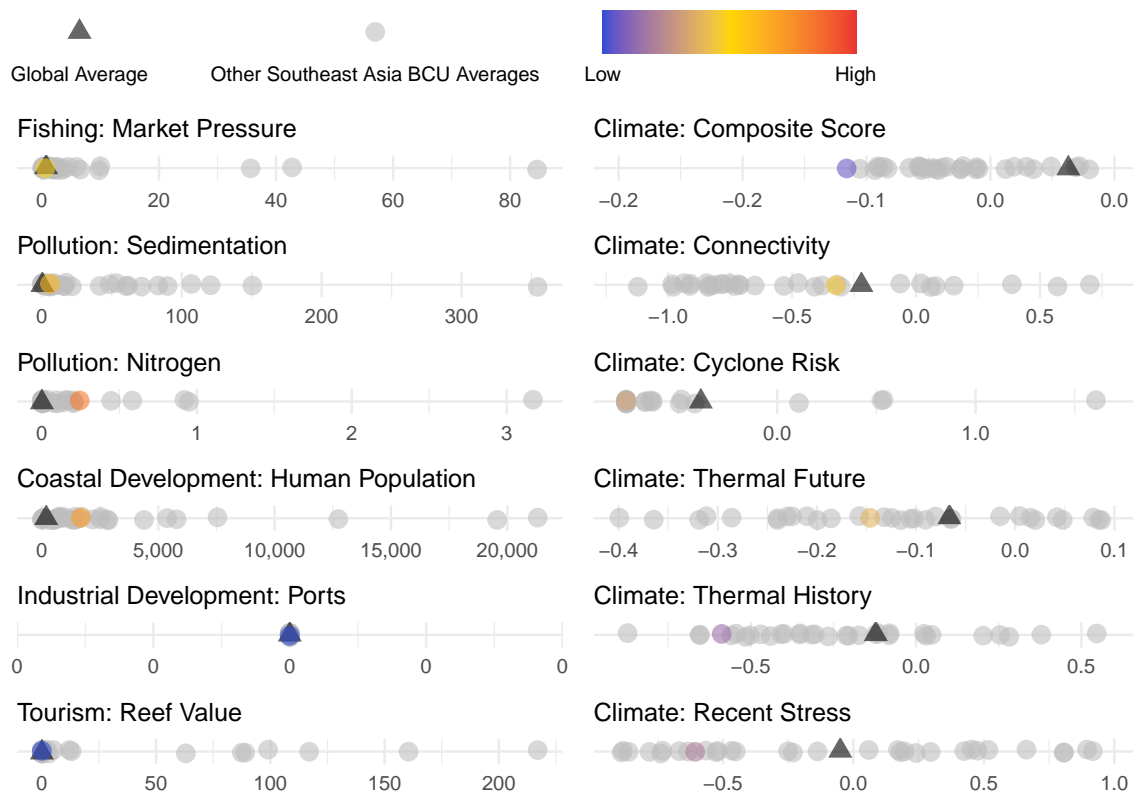 Global Average Other Southeast Asia BCU Averages Low High
Fishing: Market Pressure
0 20 40 60 80
Climate: Composite Score
−0.2 −0.2 −0.1 0.0 0.0
Pollution: Sedimentation
0 100 200 300
Climate: Connectivity
−1.0 −0.5 0.0 0.5
Pollution: Nitrogen
0 1 2 3
Climate: Cyclone Risk
0.0 1.0
Coastal Development: Human Population
0 5,000 10,000 15,000 20,000
Climate: Thermal Future
−0.4 −0.3 −0.2 −0.1 0.0 0.1
Industrial Development: Ports
0 0 0 0 0
Climate: Thermal History
−0.5 0.0 0.5
Tourism: Reef Value
0 50 100 150 200
Climate: Recent Stress
−0.5 0.0 0.5 1.0